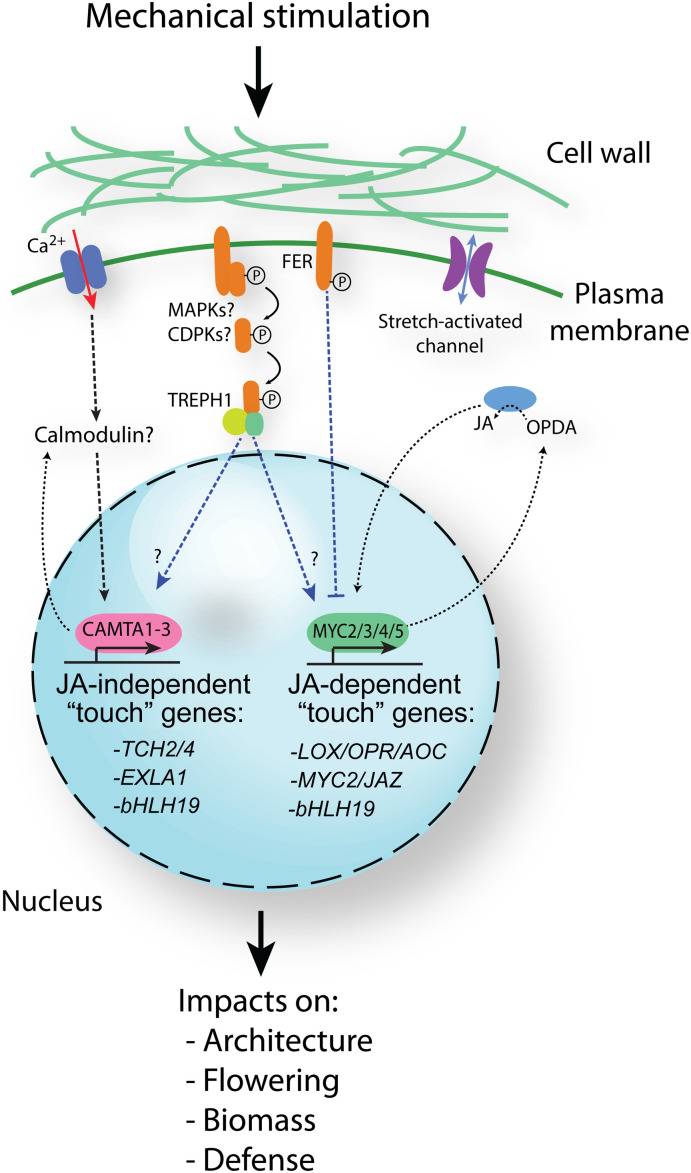 Mechanical stimulation
Cell wall
Ca2+
P
FER
P
Plasma
membrane
MAPKs?
CDPKs?
P
Stretch-activated
channel
TREPH1
P
JA
OPDA
Calmodulin?
?
?
CAMTA1-3
MYC2/3/4/5
JA-independent
“touch” genes:
-TCH2/4
-EXLA1
-bHLH19
JA-dependent
“touch” genes:
-LOX/OPR/AOC
-MYC2/JAZ
-bHLH19
Nucleus
Impacts on:
- Architecture
- Flowering
- Biomass
- Defense